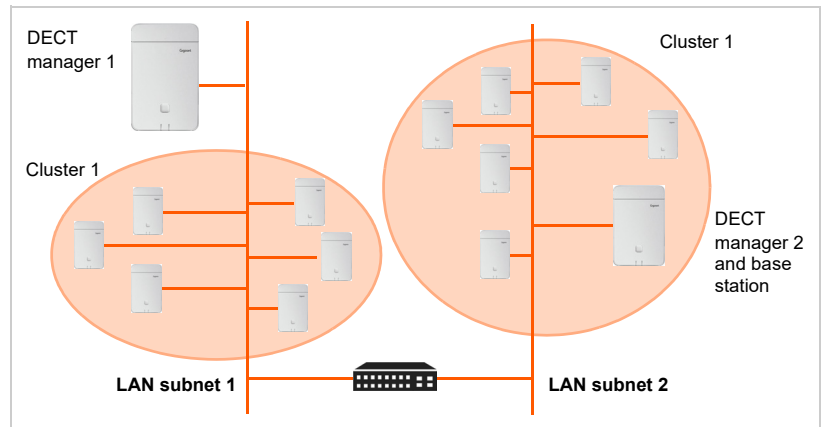 DECT
manager 1
Cluster 1
Cluster 1
DECT
manager 2
and base
station
LAN subnet 1
LAN subnet 2